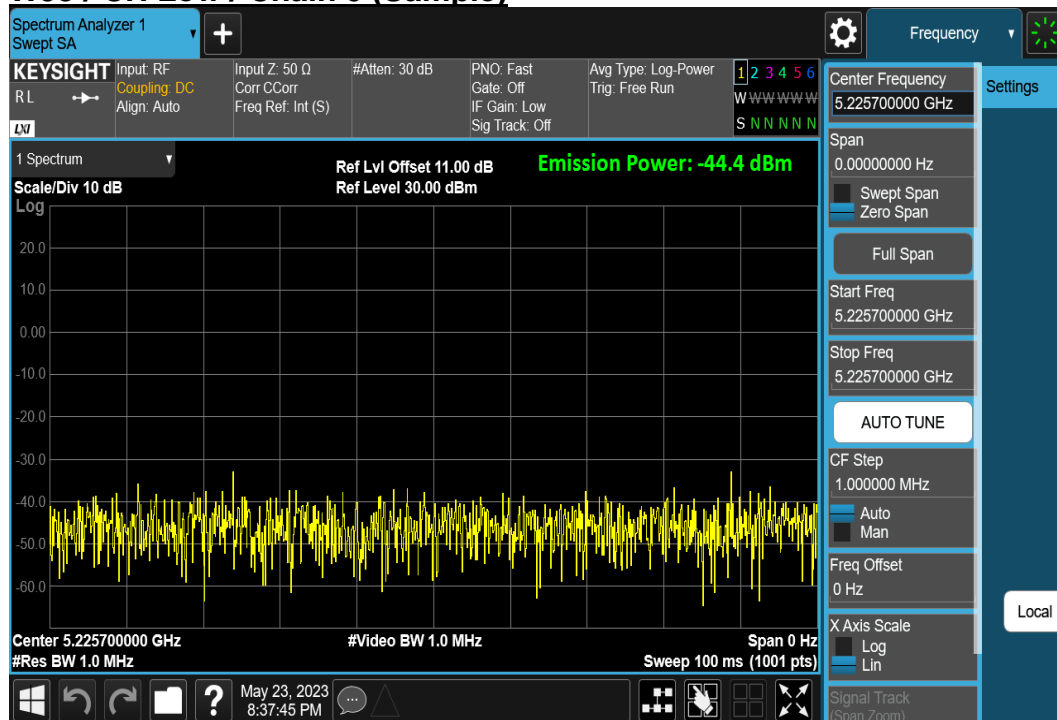 Spectrum Analyzer 1
Swept SA
Frequency
KEYSIGHT
R L
LXI
Input: RF
Coupling: DC
Align: Auto
Input Z: 50 Ω
Corr CCorr
Freq Ref: Int (S)
#Atten: 30 dB
PNO: Fast
Gate: Off
IF Gain: Low
Sig Track: Off
Avg Type: Log-Power
Trig: Free Run
1 2 3 4 5 6
W W W W W W
S N N N N N
1 Spectrum
Scale/Div 10 dB
Log
Ref Lvl Offset 11.00 dB
Ref Level 30.00 dBm
Emission Power: -44.4 dBm
20.0
10.0
0.00
-10.0
-20.0
-30.0
-40.0
-50.0
-60.0
Center 5.225700000 GHz
#Res BW 1.0 MHz
#Video BW 1.0 MHz
Span 0 Hz
Sweep 100 ms (1001 pts)
May 23, 2023
8:37:45 PM
Center Frequency
5.225700000 GHz
Span
0.00000000 Hz
Swept Span
Zero Span
Full Span
Start Freq
5.225700000 GHz
Stop Freq
5.225700000 GHz
AUTO TUNE
CF Step
1.000000 MHz
Auto
Man
Freq Offset
0 Hz
X Axis Scale
Log
Lin
Signal Track
(Span Zoom)
Settings
Local